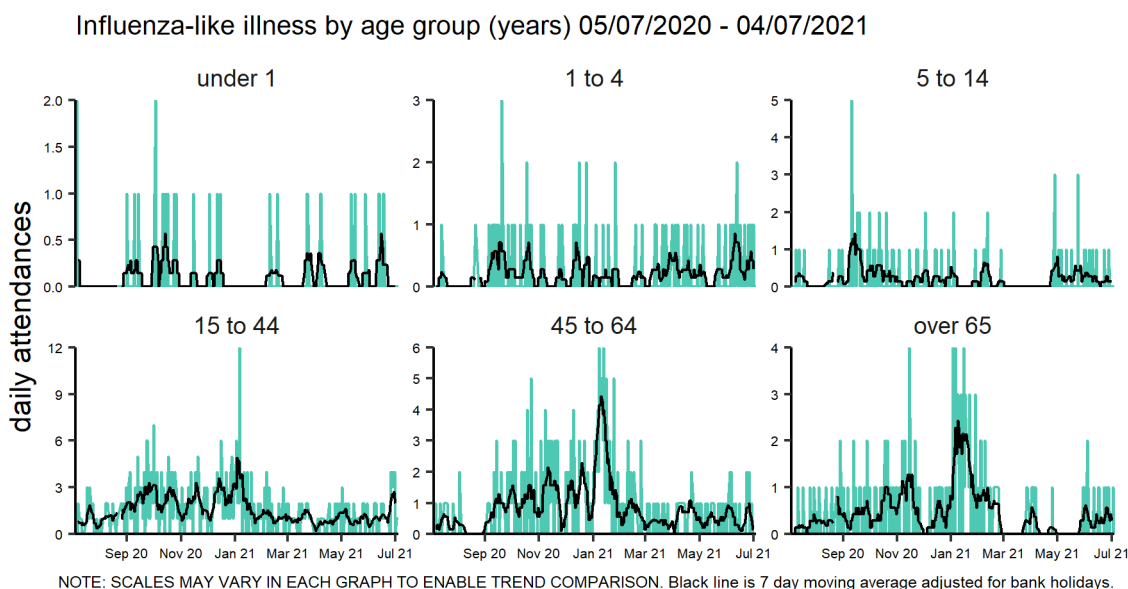 Influenza-like illness by age group (years) 05/07/2020 - 04/07/2021
under 1
1 to 4
5 to 14
2.0
1.5
1.0
0.5
0.0
3
2
1
0
5
4
3
2
1
0
daily attendances
15 to 44
45 to 64
over 65
12
9
6
3
0
6
5
4
3
2
1
0
4
3
2
1
0
Sep 20 Nov 20 Jan 21 Mar 21 May 21 Jul 21
Sep 20 Nov 20 Jan 21 Mar 21 May 21 Jul 21
Sep 20 Nov 20 Jan 21 Mar 21 May 21 Jul 21
NOTE: SCALES MAY VARY IN EACH GRAPH TO ENABLE TREND COMPARISON. Black line is 7 day moving average adjusted for bank holidays.